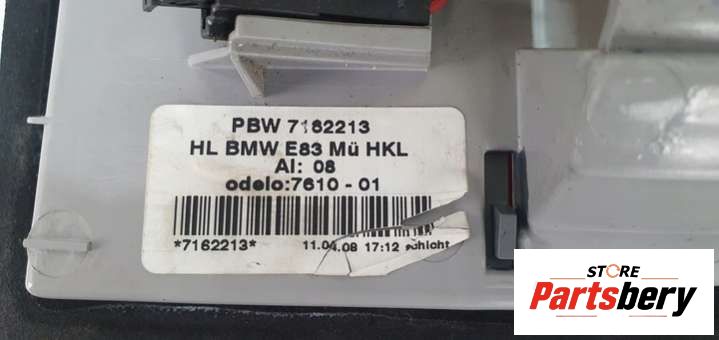 PBW 7162213
HL BMW E83 Mü HKL
AI: 08
odelo:7610 - 01
*7162213* 11.04.08 17:12 schicht
STORE
Partsbery